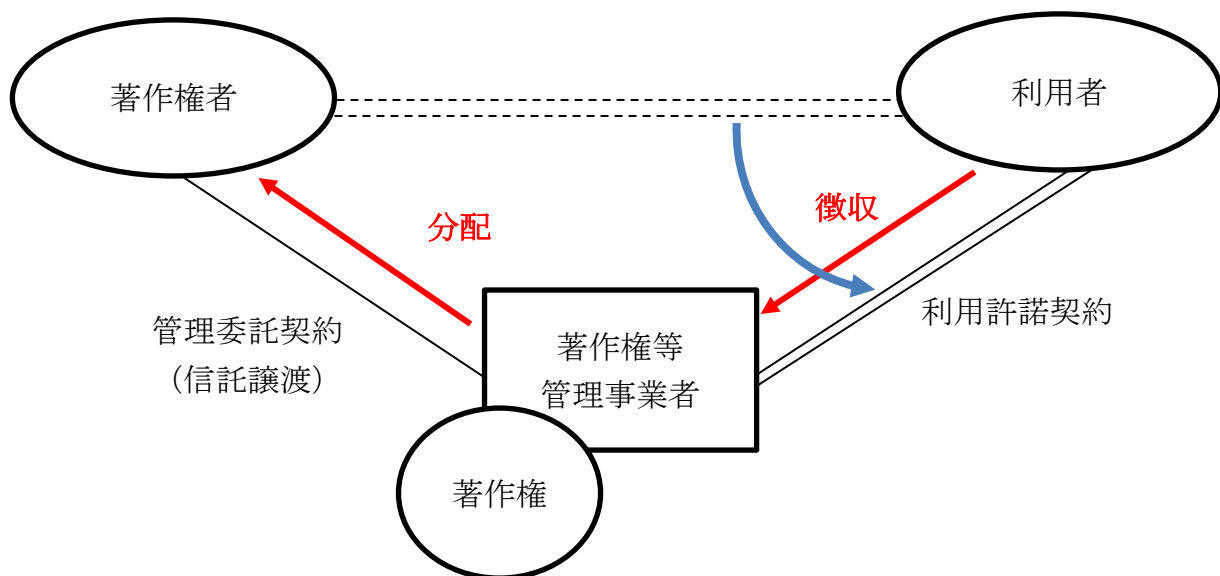 著作権者
利用者
徴収
分配
利用許諾契約
管理委託契約
（信託譲渡）
著作権等
管理事業者
著作権